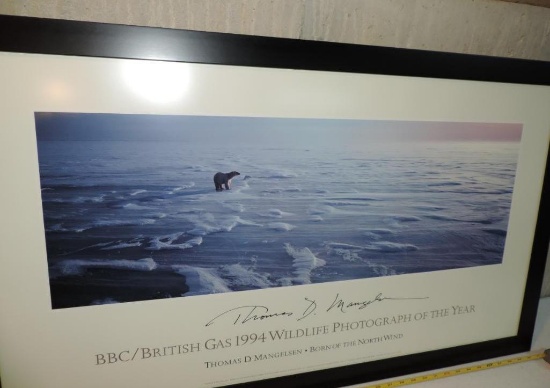 Thomas D. Mangelsen
BBC/BRITISH GAS 1994 WILDLIFE PHOTOGRAPH OF THE YEAR
THOMAS D MANGELSEN • BORN OF THE NORTH WIND